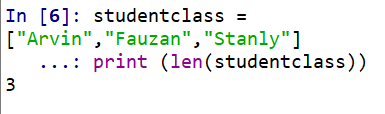 In [6]: studentclass =
["Arvin","Fauzan","Stanly"]
...: print (len(studentclass))
3